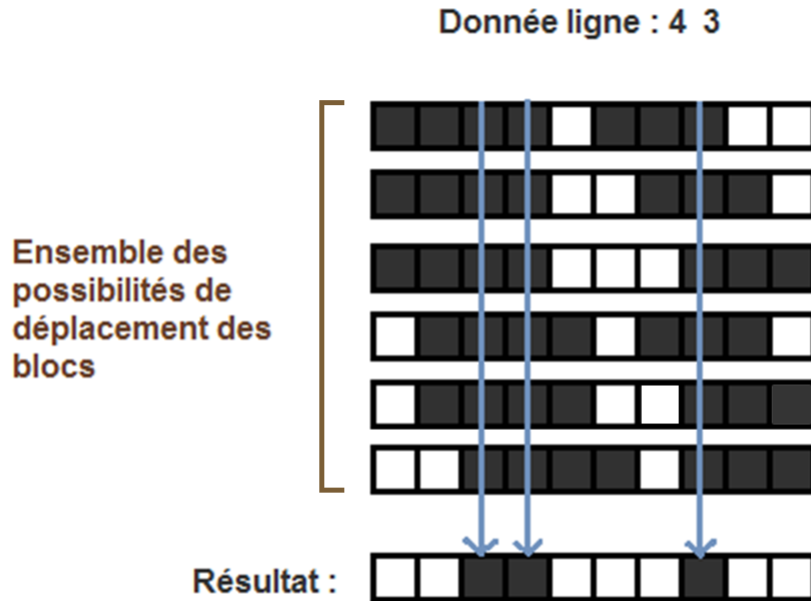 Donnée ligne : 4 3
Ensemble des
possibilités de
déplacement des
blocs
Résultat :